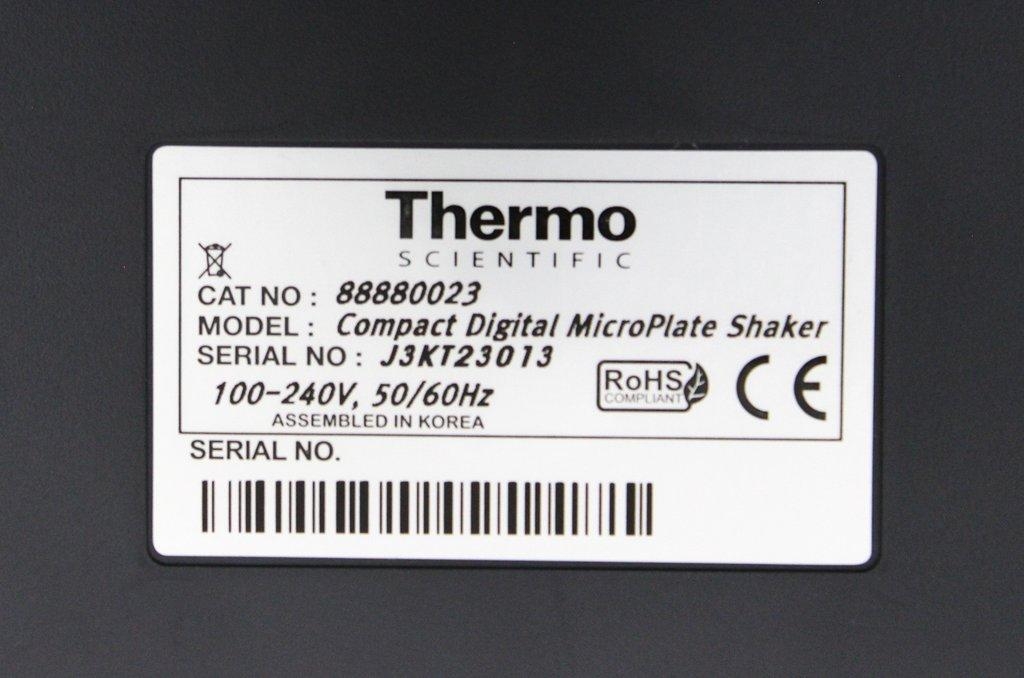 Thermo
SCIENTIFIC
CAT NO : 88880023
MODEL : Compact Digital MicroPlate Shaker
SERIAL NO : J3KT23013
100-240V, 50/60Hz
RoHS
COMPLIANT
CE
ASSEMBLED IN KOREA
SERIAL NO.